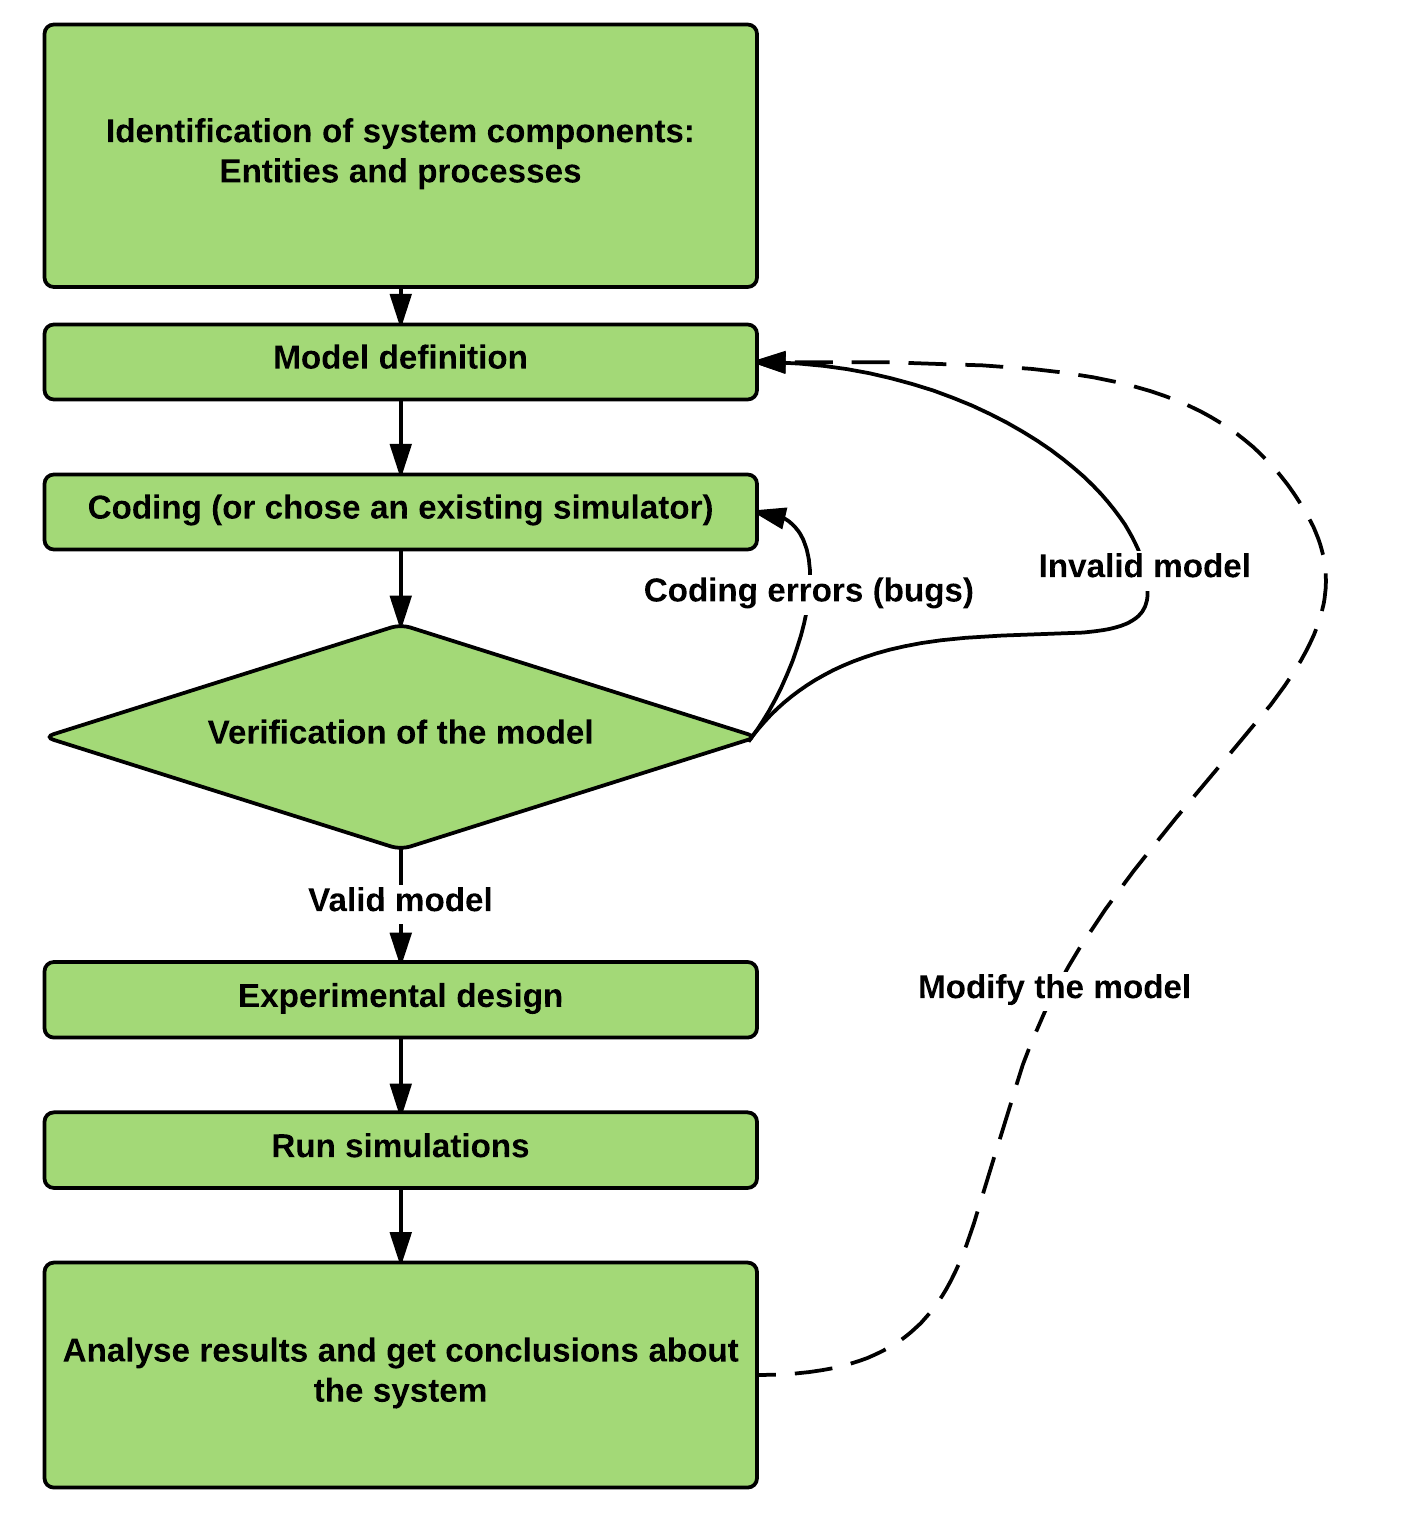 Identification of system components:
Entities and processes
Model definition
Coding (or chose an existing simulator)
Invalid model
Coding errors (bugs)
Verification of the model
Valid model
Modify the model
Experimental design
Run simulations
Analyse results and get conclusions about
the system